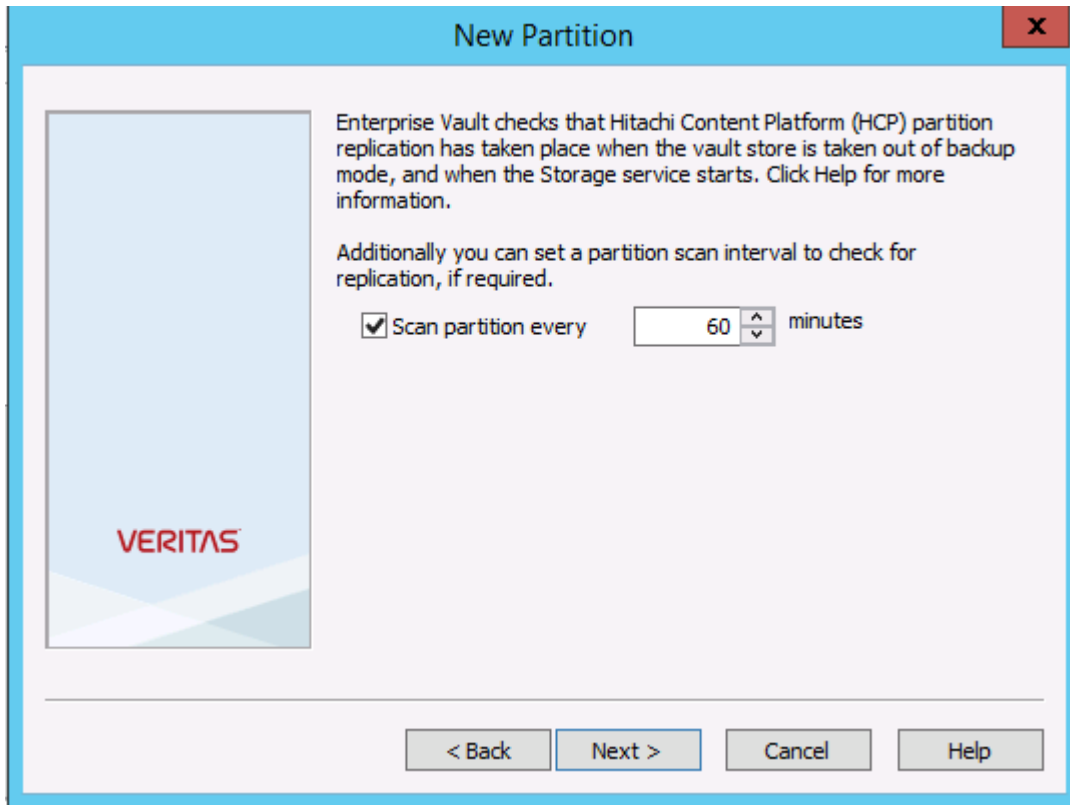 New Partition
x
Enterprise Vault checks that Hitachi Content Platform (HCP) partition
replication has taken place when the vault store is taken out of backup
mode, and when the Storage service starts. Click Help for more
information.
Additionally you can set a partition scan interval to check for
replication, if required.
Scan partition every 60 minutes
VERITAS
< Back Next > Cancel Help